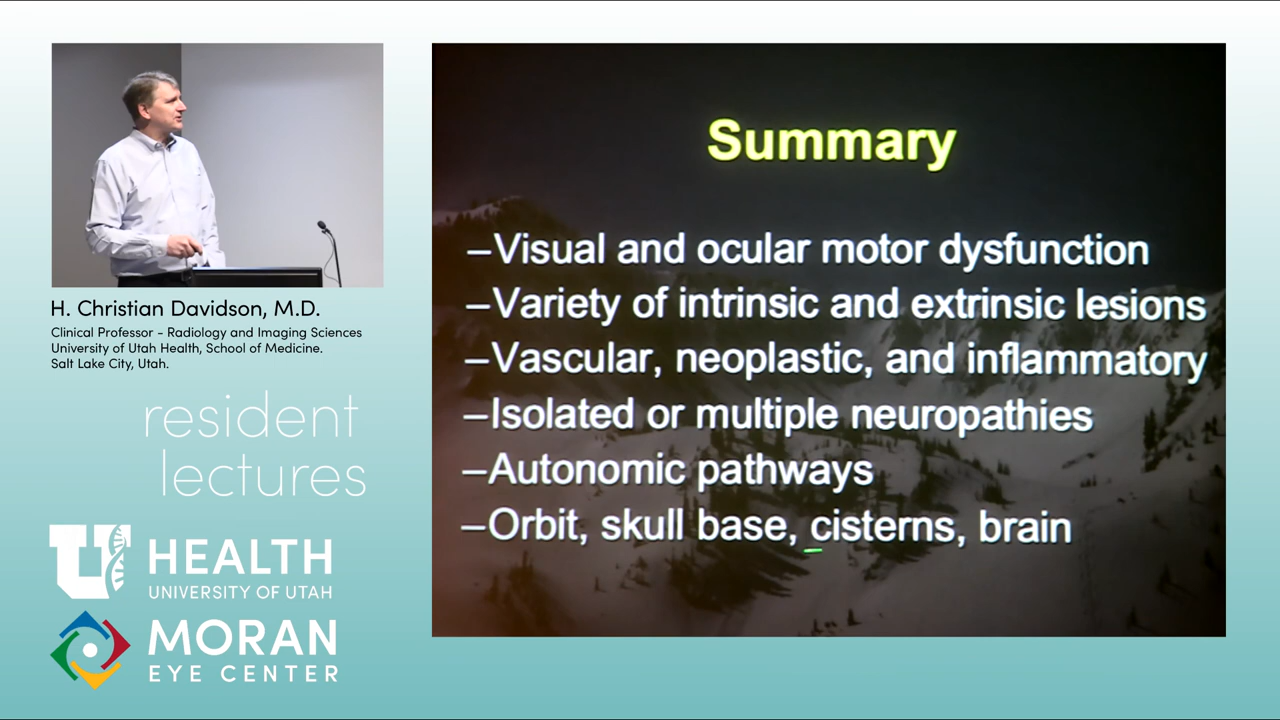 H. Christian Davidson, M.D.
Clinical Professor - Radiology and Imaging Sciences
University of Utah Health, School of Medicine.
Salt Lake City, Utah.
resident
lectures
U HEALTH
UNIVERSITY OF UTAH
MORAN
EYE CENTER
Summary
–Visual and ocular motor dysfunction
–Variety of intrinsic and extrinsic lesions
–Vascular, neoplastic, and inflammatory
–Isolated or multiple neuropathies
–Autonomic pathways
–Orbit, skull base, cisterns, brain